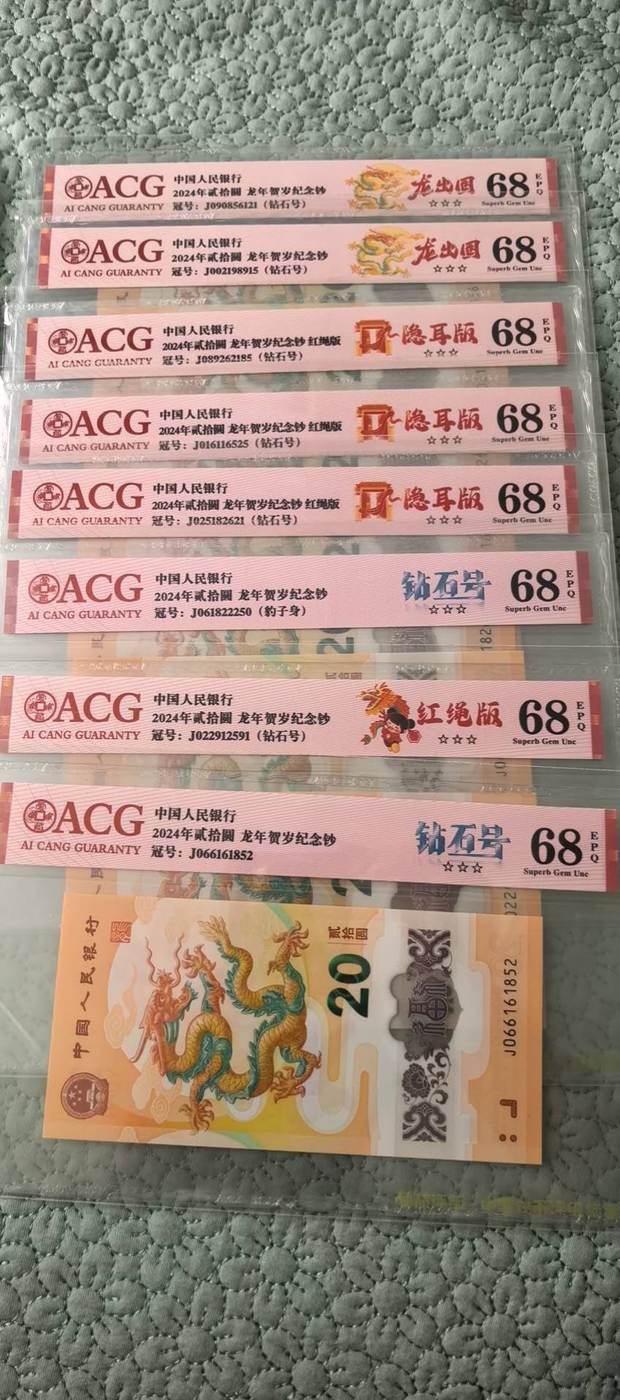 ACG
AI CANG GUARANTY
中国人民银行
2024年贰拾圆 龙年贺岁纪念钞
冠号：J090856121（钻石号）
龙出圆
☆☆☆
68
EPQ
Superb Gem Unc
ACG
AI CANG GUARANTY
中国人民银行
2024年贰拾圆 龙年贺岁纪念钞
冠号：J002198915（钻石号）
龙出圆
☆☆☆
68
EPQ
Superb Gem Unc
ACG
AI CANG GUARANTY
中国人民银行
2024年贰拾圆 龙年贺岁纪念钞 红绳版
冠号：J089262185（钻石号）
隐耳版
☆☆☆
68
EPQ
Superb Gem Unc
ACG
AI CANG GUARANTY
中国人民银行
2024年贰拾圆 龙年贺岁纪念钞 红绳版
冠号：J016116525（钻石号）
隐耳版
☆☆☆
68
EPQ
Superb Gem Unc
ACG
AI CANG GUARANTY
中国人民银行
2024年贰拾圆 龙年贺岁纪念钞 红绳版
冠号：J025182621（钻石号）
隐耳版
☆☆☆
68
EPQ
Superb Gem Unc
ACG
AI CANG GUARANTY
中国人民银行
2024年贰拾圆 龙年贺岁纪念钞
冠号：J061822250（豹子身）
钻石号
☆☆☆
68
EPQ
Superb Gem Unc
ACG
AI CANG GUARANTY
中国人民银行
2024年贰拾圆 龙年贺岁纪念钞
冠号：J022912591（钻石号）
红绳版
☆☆☆
68
EPQ
Superb Gem Unc
ACG
AI CANG GUARANTY
中国人民银行
2024年贰拾圆 龙年贺岁纪念钞
冠号：J066161852
钻石号
☆☆☆
68
EPQ
Superb Gem Unc
中国人民银行
贰拾圆
20
J066161852